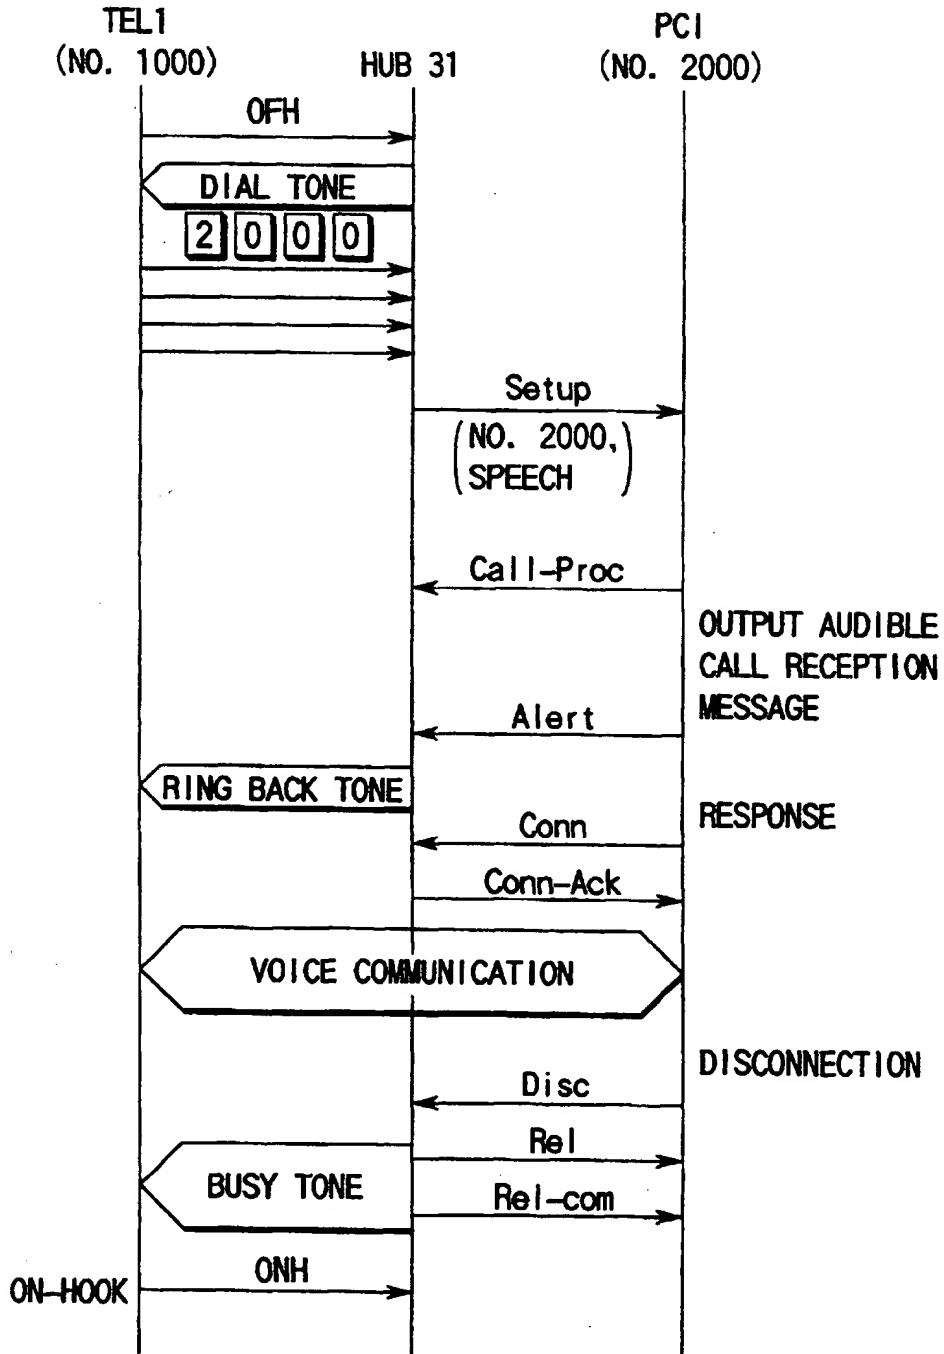 TEL1
(NO. 1000)
HUB 31
PC1
(NO. 2000)
OFH
DIAL TONE
2 0 0 0
Setup
(NO. 2000,
SPEECH)
Call-Proc
OUTPUT AUDIBLE
CALL RECEPTION
MESSAGE
Alert
RING BACK TONE
RESPONSE
Conn
Conn-Ack
VOICE COMMUNICATION
DISCONNECTION
Disc
Rel
BUSY TONE
Rel-com
ONH
ON-HOOK